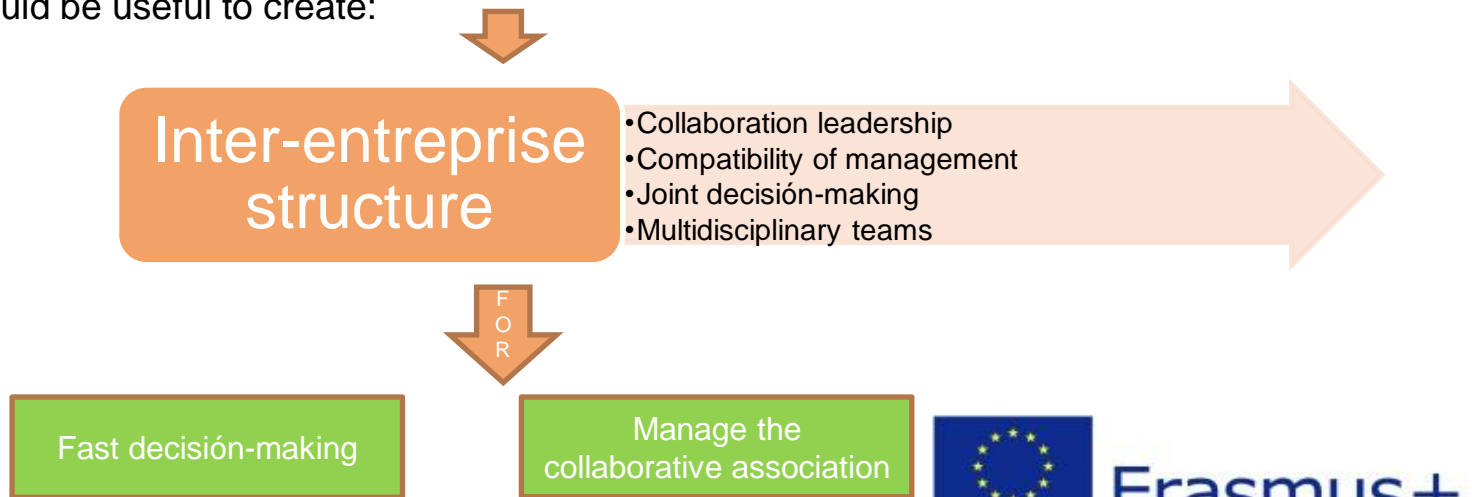 be useful to create:
Inter-entreprise
structure
•Collaboration leadership
•Compatibility of management
•Joint decisión-making
•Multidisciplinary teams
F
O
R
Fast decisión-making
Manage the
collaborative association
Erasmus+